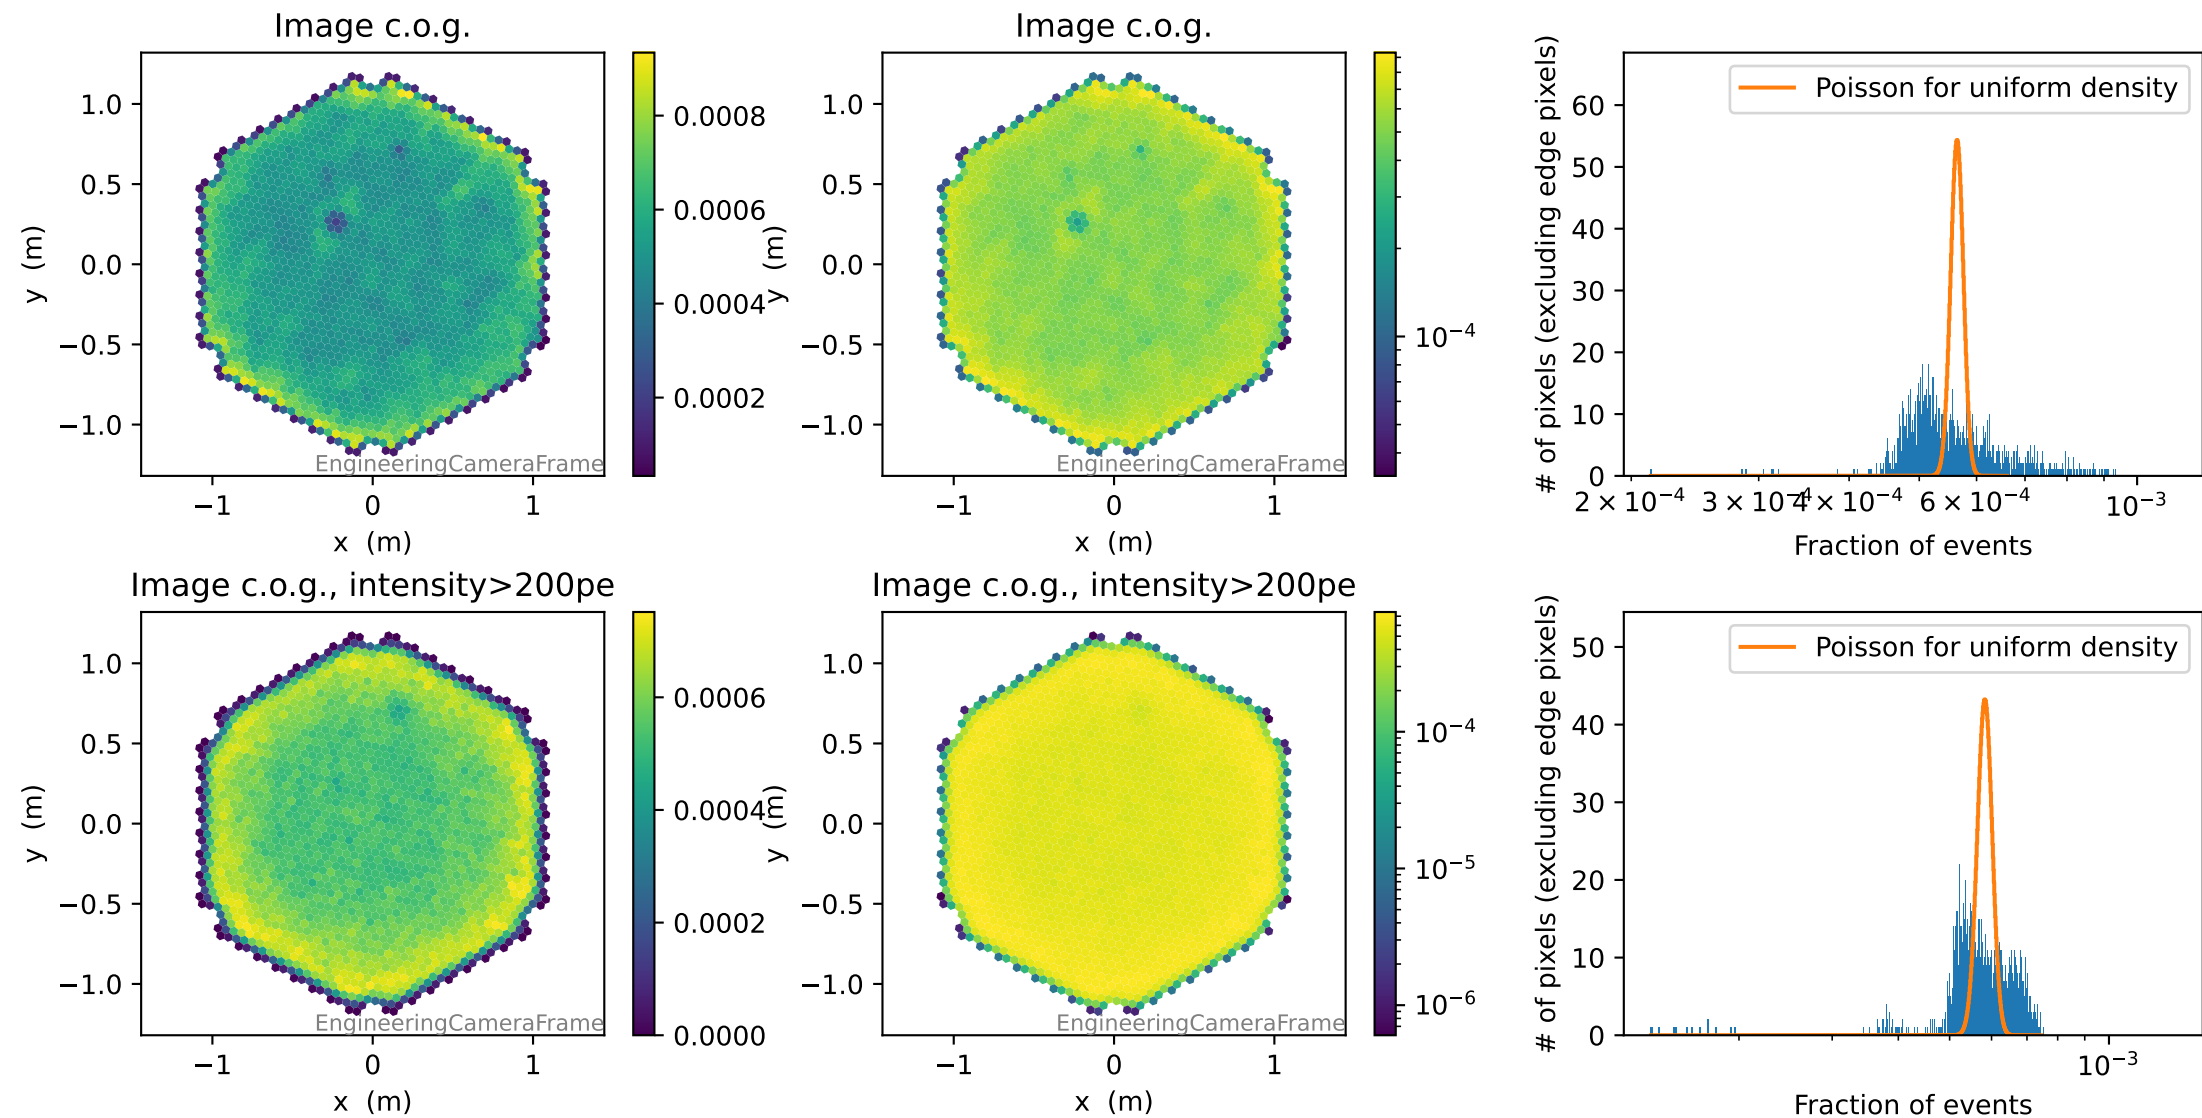 Image c.o.g.
y (m)
1.0
0.5
0.0
−0.5
−1.0
−1 0 1
x (m)
EngineeringCameraFrame
0.0008
0.0006
0.0004
0.0002
Image c.o.g.
y (m)
1.0
0.5
0.0
−0.5
−1.0
−1 0 1
x (m)
EngineeringCameraFrame
10⁻⁴
# of pixels (excluding edge pixels)
60
50
40
30
20
10
0
Poisson for uniform density
2 × 10⁻⁴ 3 × 10⁻⁴ 4 × 10⁻⁴ 6 × 10⁻⁴ 10⁻³
Fraction of events
Image c.o.g., intensity>200pe
y (m)
1.0
0.5
0.0
−0.5
−1.0
−1 0 1
x (m)
EngineeringCameraFrame
0.0006
0.0004
0.0002
0.0000
Image c.o.g., intensity>200pe
y (m)
1.0
0.5
0.0
−0.5
−1.0
−1 0 1
x (m)
EngineeringCameraFrame
10⁻⁴
10⁻⁵
10⁻⁶
# of pixels (excluding edge pixels)
50
40
30
20
10
0
Poisson for uniform density
10⁻³
Fraction of events